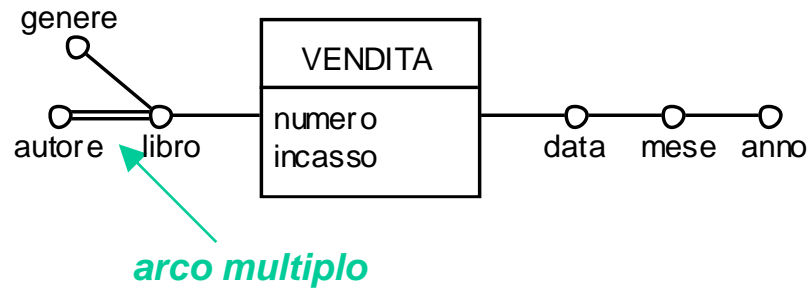 genere
VENDITA
numero
incasso
autore libro
data mese anno
arco multiplo